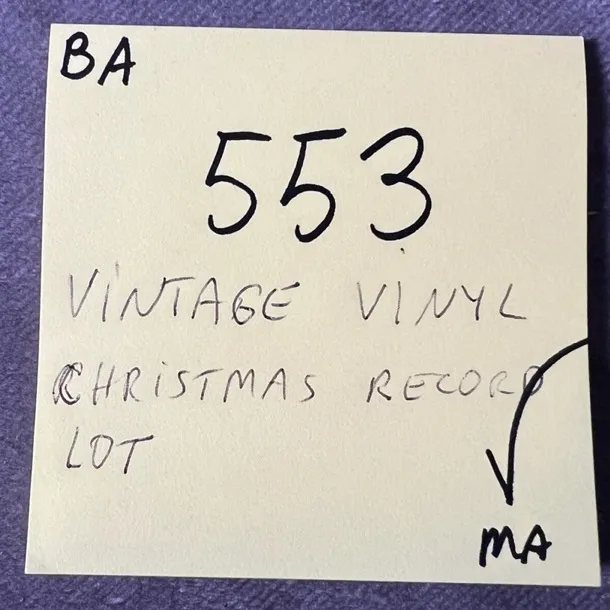 BA
553
VINTAGE VINYL
CHRISTMAS RECORD
LOT
MA